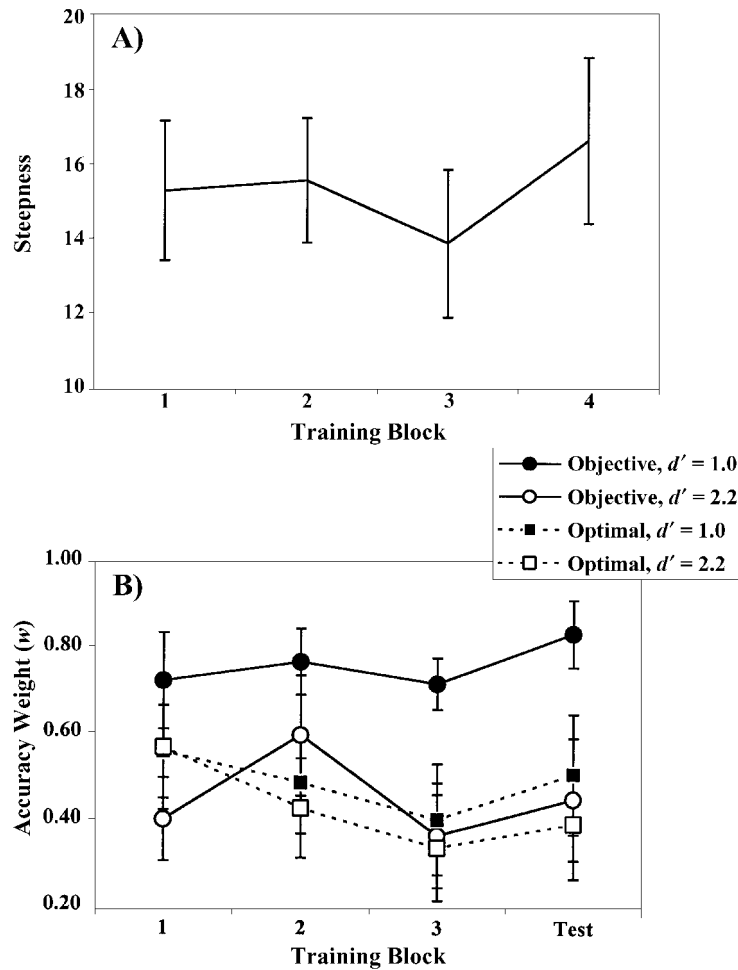 A)
20
18
16
14
12
10
Steepness
1 2 3 4
Training Block
Objective, d′ = 1.0
Objective, d′ = 2.2
Optimal, d′ = 1.0
Optimal, d′ = 2.2
B)
1.00
0.80
0.60
0.40
0.20
Accuracy Weight (w)
1 2 3 Test
Training Block